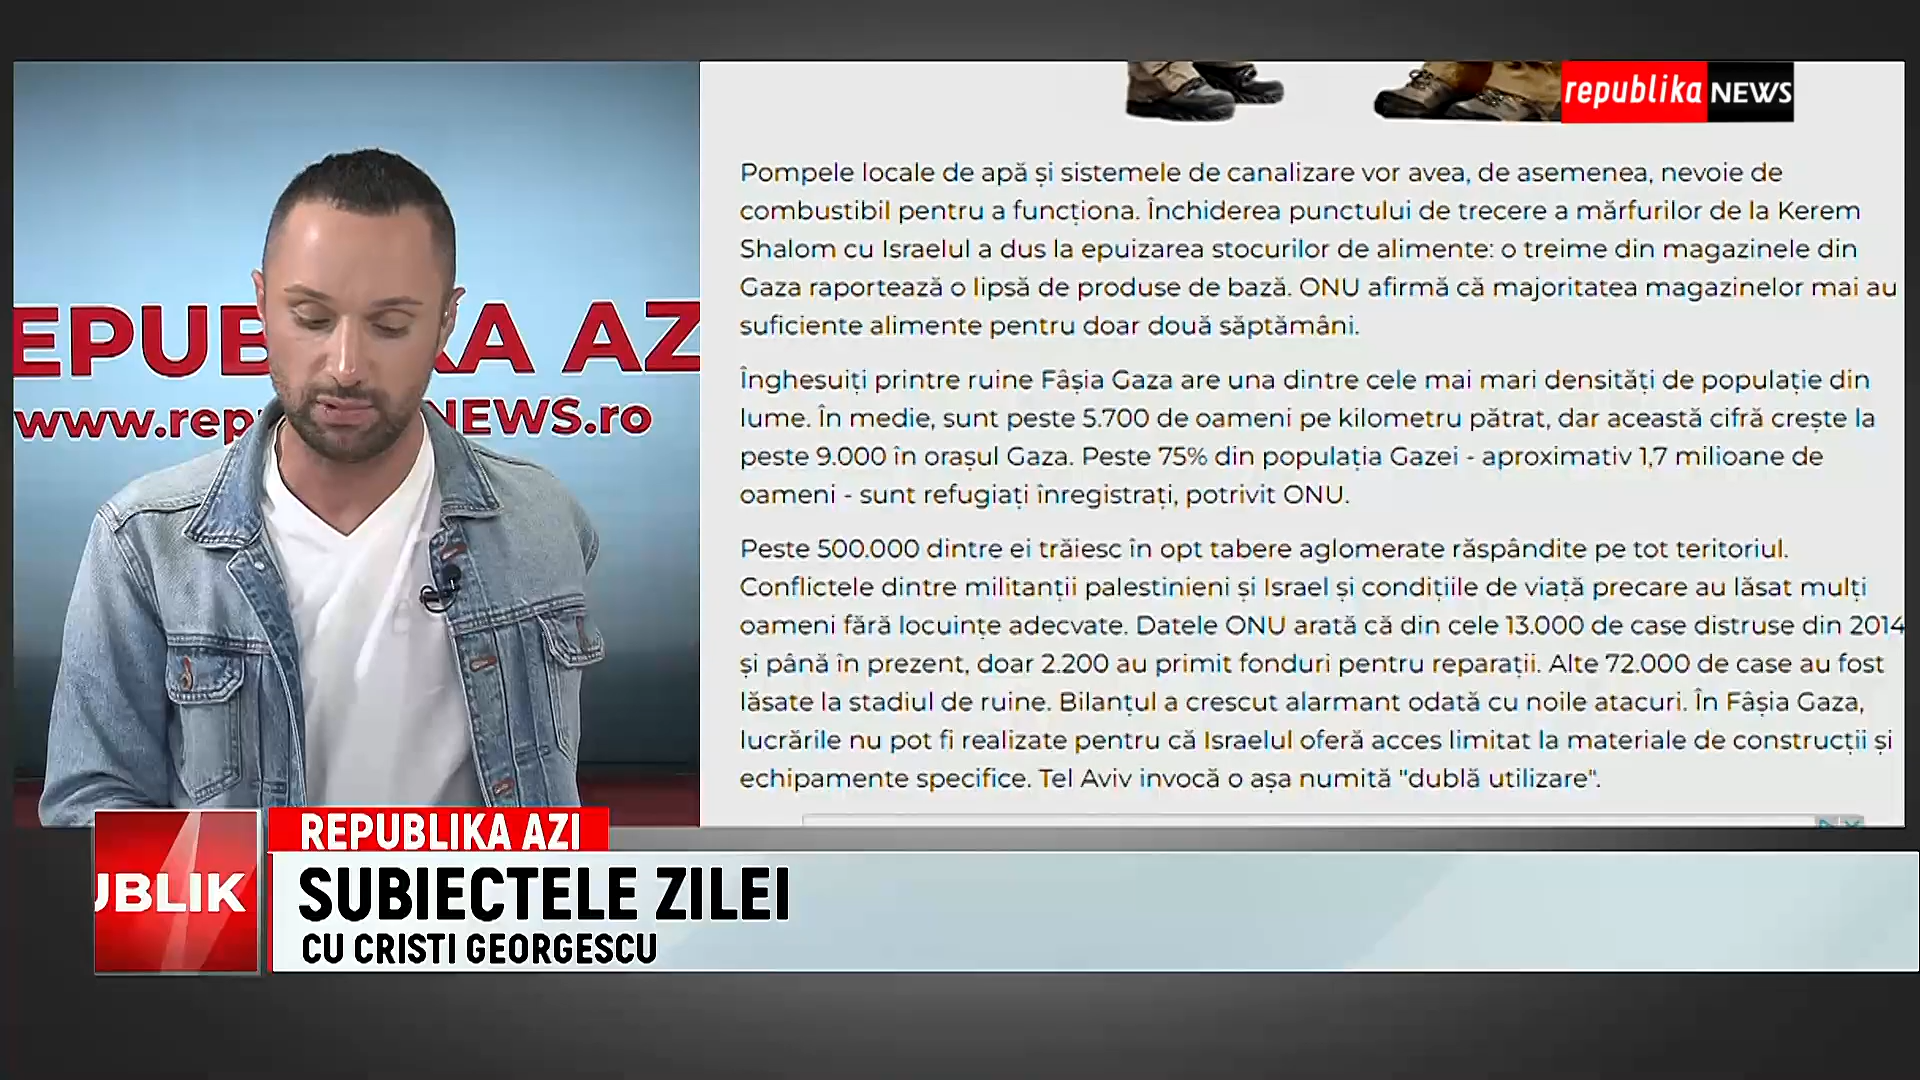 republika NEWS
EPUB KA AZ
www.rep NEWS.ro
Pompele locale de apă și sistemele de canalizare vor avea, de asemenea, nevoie de
combustibil pentru a funcționa. Închiderea punctului de trecere a mărfurilor de la Kerem
Shalom cu Israelul a dus la epuizarea stocurilor de alimente: o treime din magazinele din
Gaza raportează o lipsă de produse de bază. ONU afirmă că majoritatea magazinelor mai au
suficiente alimente pentru doar două săptămâni.
Înghesuiți printre ruine Fâșia Gaza are una dintre cele mai mari densități de populație din
lume. În medie, sunt peste 5.700 de oameni pe kilometru pătrat, dar această cifră crește la
peste 9.000 în orașul Gaza. Peste 75% din populația Gazei - aproximativ 1,7 milioane de
oameni - sunt refugiați înregistrați, potrivit ONU.
Peste 500.000 dintre ei trăiesc în opt tabere aglomerate răspândite pe tot teritoriul.
Conflictele dintre militanții palestinieni și Israel și condițiile de viață precare au lăsat mulți
oameni fără locuințe adecvate. Datele ONU arată că din cele 13.000 de case distruse din 2014
și până în prezent, doar 2.200 au primit fonduri pentru reparații. Alte 72.000 de case au fost
lăsate la stadiul de ruine. Bilanțul a crescut alarmant odată cu noile atacuri. În Fâșia Gaza,
lucrările nu pot fi realizate pentru că Israelul oferă acces limitat la materiale de construcții și
echipamente specifice. Tel Aviv invocă o așa numită "dublă utilizare".
REPUBLIKA AZI
UBLIK
SUBIECTELE ZILEI
CU CRISTI GEORGESCU